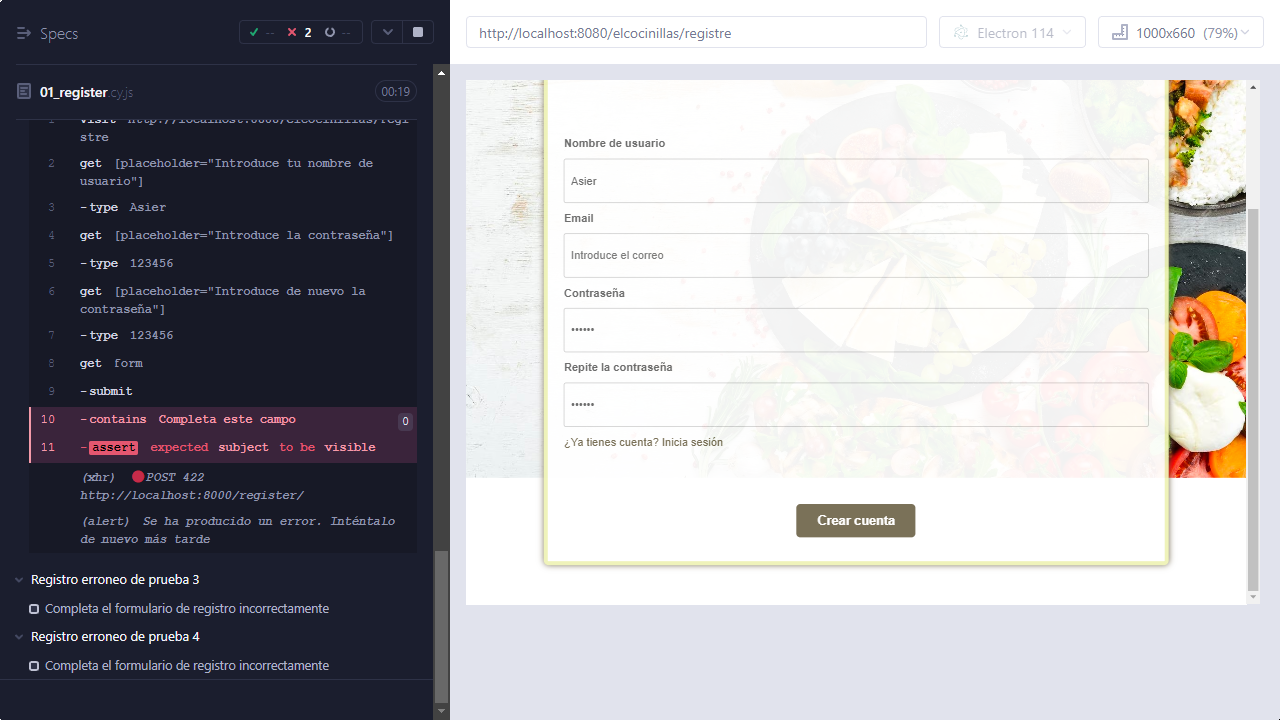 Specs
-- 2 --
01_register.cy.js
00:19
1 visit http://localhost:8080/elcocinillas/regi
stre
2 get [placeholder="Introduce tu nombre de
usuario"]
3 -type Asier
4 get [placeholder="Introduce la contraseña"]
5 -type 123456
6 get [placeholder="Introduce de nuevo la
contraseña"]
7 -type 123456
8 get form
9 -submit
10 -contains Completa este campo 0
11 -assert expected subject to be visible
(xhr) POST 422
http://localhost:8000/register/
(alert) Se ha producido un error. Inténtalo
de nuevo más tarde
Registro erroneo de prueba 3
Completa el formulario de registro incorrectamente
Registro erroneo de prueba 4
Completa el formulario de registro incorrectamente
http://localhost:8080/elcocinillas/registre
Electron 114
1000x660 (79%)
Nombre de usuario
Asier
Email
Introduce el correo
Contraseña
••••••
Repite la contraseña
••••••
¿Ya tienes cuenta? Inicia sesión
Crear cuenta